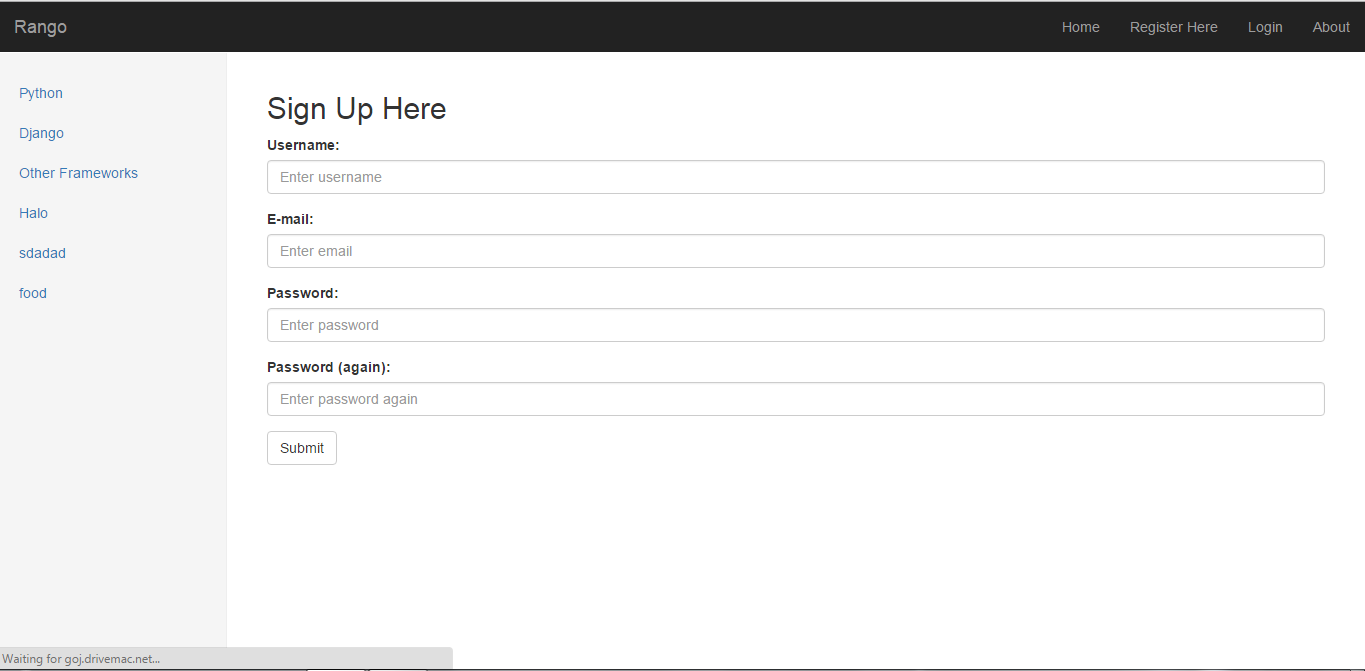 Rango Home Register Here Login About
Python
Django
Other Frameworks
Halo
sdadad
food
Sign Up Here
Username:
Enter username
E-mail:
Enter email
Password:
Enter password
Password (again):
Enter password again
Submit
Waiting for goj.drivemac.net...